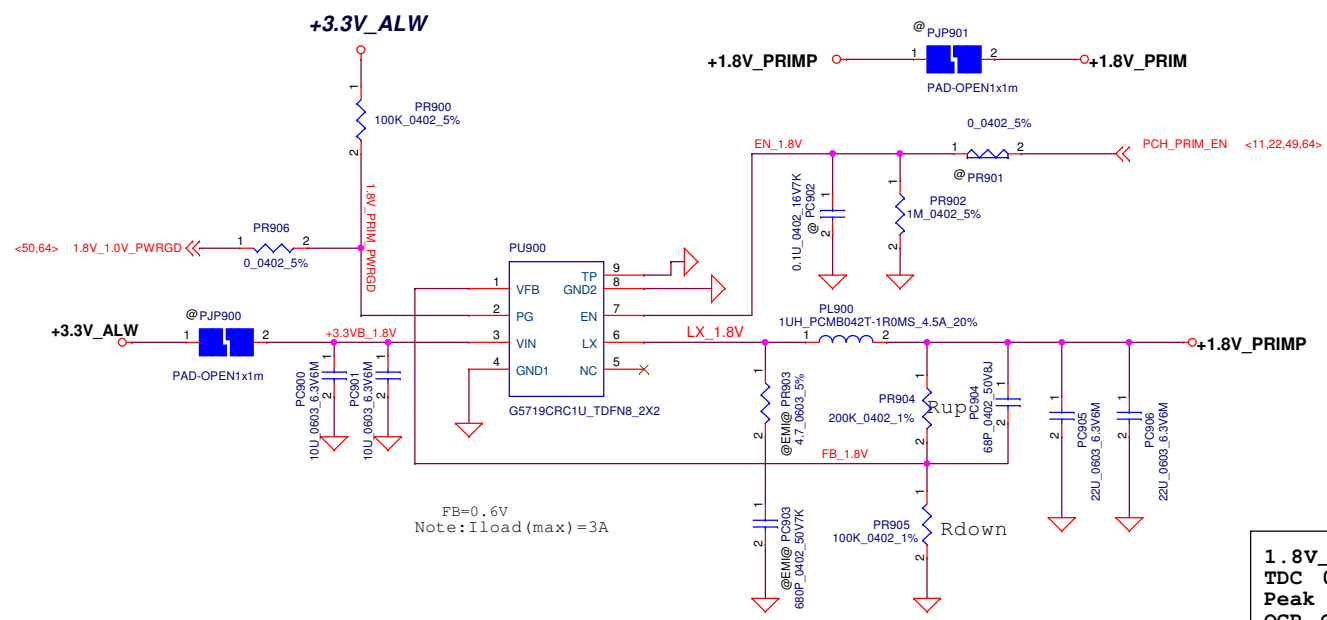 +3.3V_ALW
@ PJP901
+1.8V_PRIMP 1 2 +1.8V_PRIM
PAD-OPEN1x1m
1
PR900
100K_0402_5%
2
0_0402_5%
EN_1.8V 1 2 PCH_PRIM_EN <11,22,49,64>
@PR901
1.8V_PRIM_PWRGD
1
0.1U_0402_16V7K
@ PC902
2
1
PR902
1M_0402_5%
2
PR906
<50,64> 1.8V_1.0V_PWRGD 1 2
0_0402_5%
PU900
TP 9
GND2 8
1 VFB
EN 7
2 PG
LX 6
3 VIN
NC 5
4 GND1
G5719CRC1U_TDFN8_2X2
@ PJP900
+3.3V_ALW 1 2 +3.3VB_1.8V
PAD-OPEN1x1m
1
PC900
10U_0603_6.3V6M
2
1
PC901
10U_0603_6.3V6M
2
PL900
1UH_PCMB042T-1R0MS_4.5A_20%
LX_1.8V 1 2 +1.8V_PRIMP
1
@EMI@ PR903
4.7_0603_5%
2
1
PR904
200K_0402_1%
Rup
2
1
PC904
68P_0402_50V8J
2
1
PC905
22U_0603_6.3V6M
2
1
PC906
22U_0603_6.3V6M
2
FB_1.8V
FB=0.6V
Note:Iload(max)=3A
1
@EMI@ PC903
680P_0402_50V7K
2
1
PR905
100K_0402_1%
Rdown
2
1.8V_
TDC
Peak